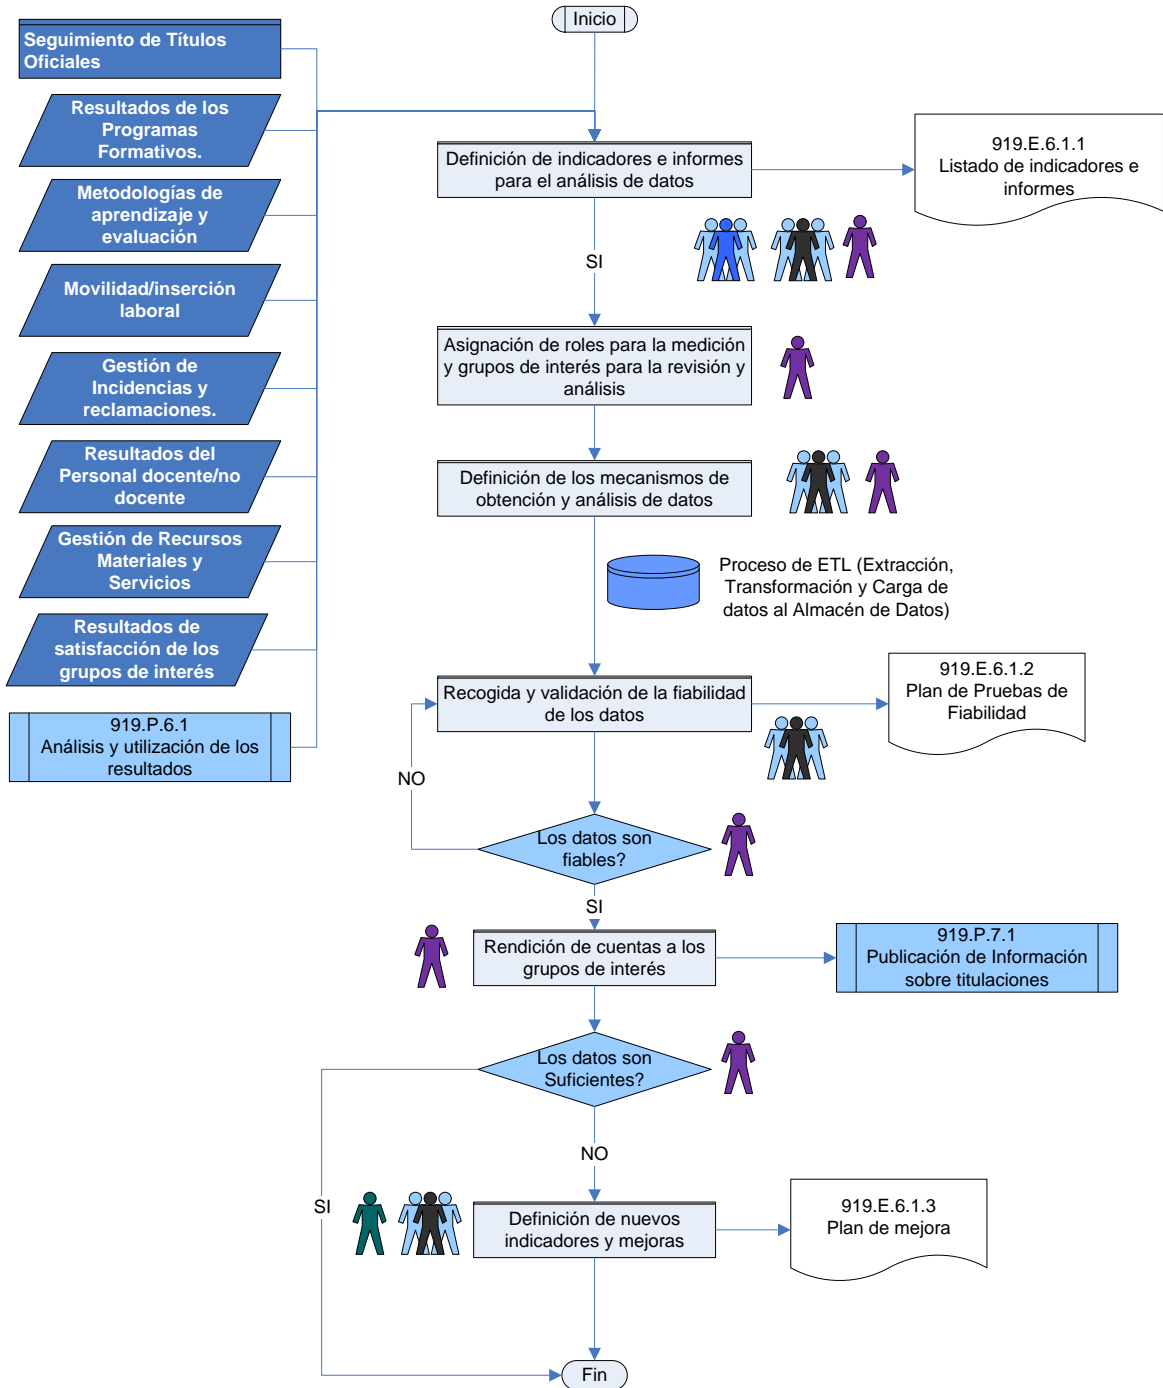 Inicio
Seguimiento de Títulos
Oficiales
Resultados de los
Programas
Formativos.
Metodologías de
aprendizaje y
evaluación
Movilidad/inserción
laboral
Gestión de
Incidencias y
reclamaciones.
Resultados del
Personal docente/no
docente
Gestión de Recursos
Materiales y
Servicios
Resultados de
satisfacción de los
grupos de interés
919.P.6.1
Análisis y utilización de los
resultados
Definición de indicadores e informes
para el análisis de datos
919.E.6.1.1
Listado de indicadores e
informes
SI
Asignación de roles para la medición
y grupos de interés para la revisión y
análisis
Definición de los mecanismos de
obtención y análisis de datos
Proceso de ETL (Extracción,
Transformación y Carga de
datos al Almacén de Datos)
Recogida y validación de la fiabilidad
de los datos
919.E.6.1.2
Plan de Pruebas de
Fiabilidad
NO
Los datos son
fiables?
SI
Rendición de cuentas a los
grupos de interés
919.P.7.1
Publicación de Información
sobre titulaciones
Los datos son
Suficientes?
NO
SI
Definición de nuevos
indicadores y mejoras
919.E.6.1.3
Plan de mejora
Fin